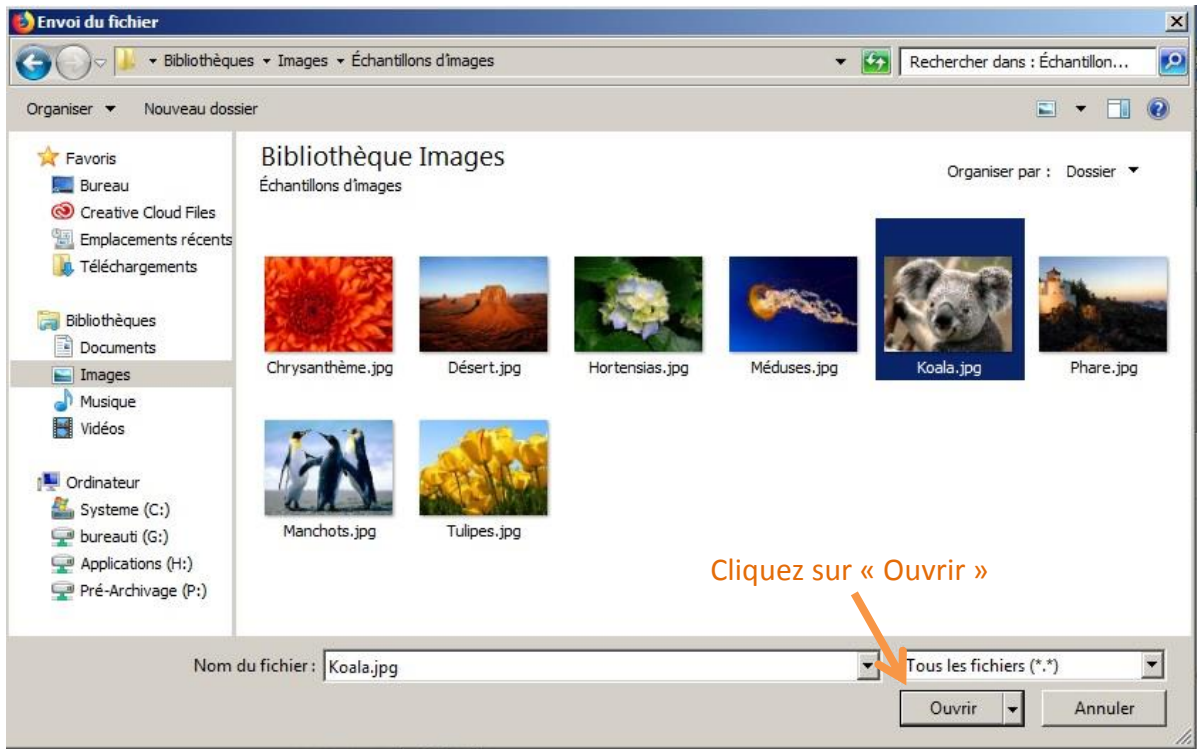 Envoi du fichier
Bibliothèques Images Échantillons d'images
Rechercher dans : Échantillon...
Organiser Nouveau dossier
Favoris
Bureau
Creative Cloud Files
Emplacements récents
Téléchargements
Bibliothèques
Documents
Images
Musique
Vidéos
Ordinateur
Systeme (C:)
bureauti (G:)
Applications (H:)
Pré-Archivage (P:)
Bibliothèque Images
Échantillons d'images
Organiser par : Dossier
Chrysanthème.jpg Désert.jpg Hortensias.jpg Méduses.jpg Koala.jpg Phare.jpg
Manchots.jpg Tulipes.jpg
Cliquez sur « Ouvrir »
Nom du fichier : Koala.jpg Tous les fichiers (*.*)
Ouvrir Annuler